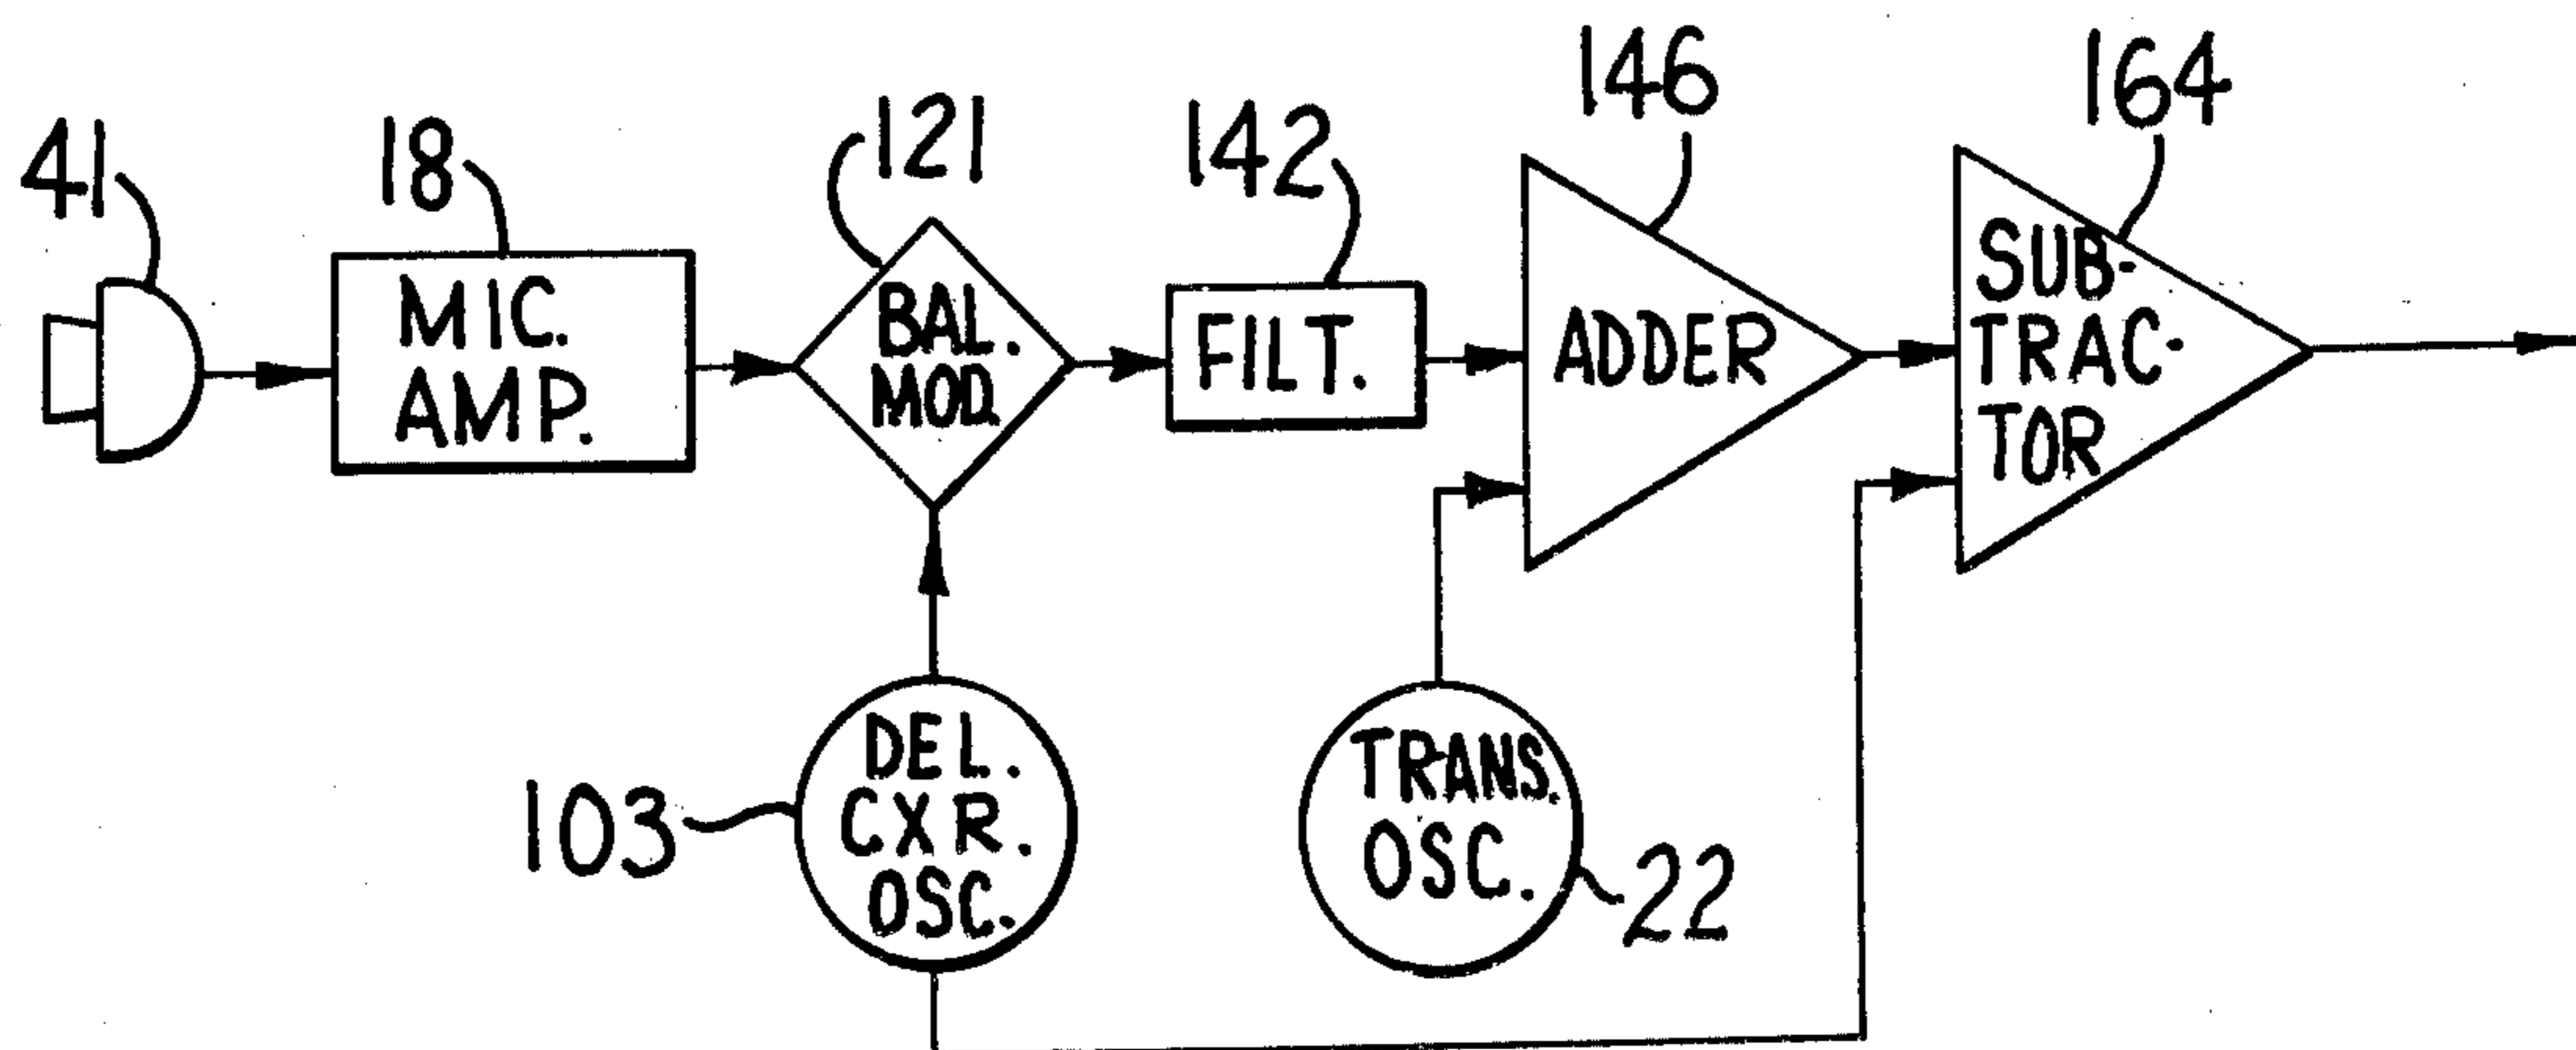 41
18
121
142
146
164
MIC.
AMP.
BAL.
MOD.
FILT.
ADDER
SUB-
TRAC-
TOR
103
DEL.
CXR.
OSC.
TRANS.
OSC.
22